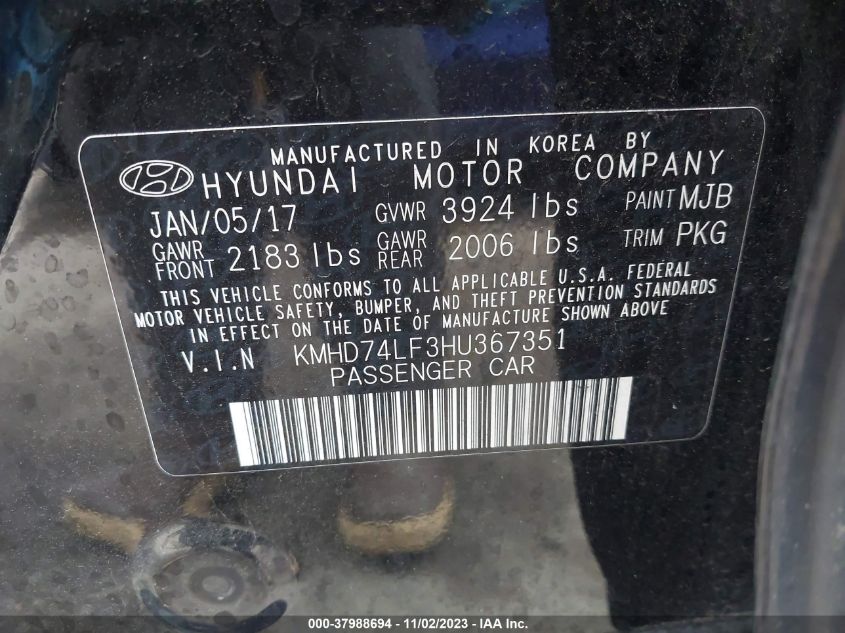 MANUFACTURED IN KOREA BY
HYUNDAI MOTOR COMPANY
JAN/05/17 GVWR 3924 lbs PAINT MJB
GAWR FRONT 2183 lbs GAWR REAR 2006 lbs TRIM PKG
THIS VEHICLE CONFORMS TO ALL APPLICABLE U.S.A. FEDERAL
MOTOR VEHICLE SAFETY, BUMPER, AND THEFT PREVENTION STANDARDS
IN EFFECT ON THE DATE OF MANUFACTURE SHOWN ABOVE
V.I.N KMHD74LF3HU367351
PASSENGER CAR
000-37988694 - 11/02/2023 - IAA Inc.